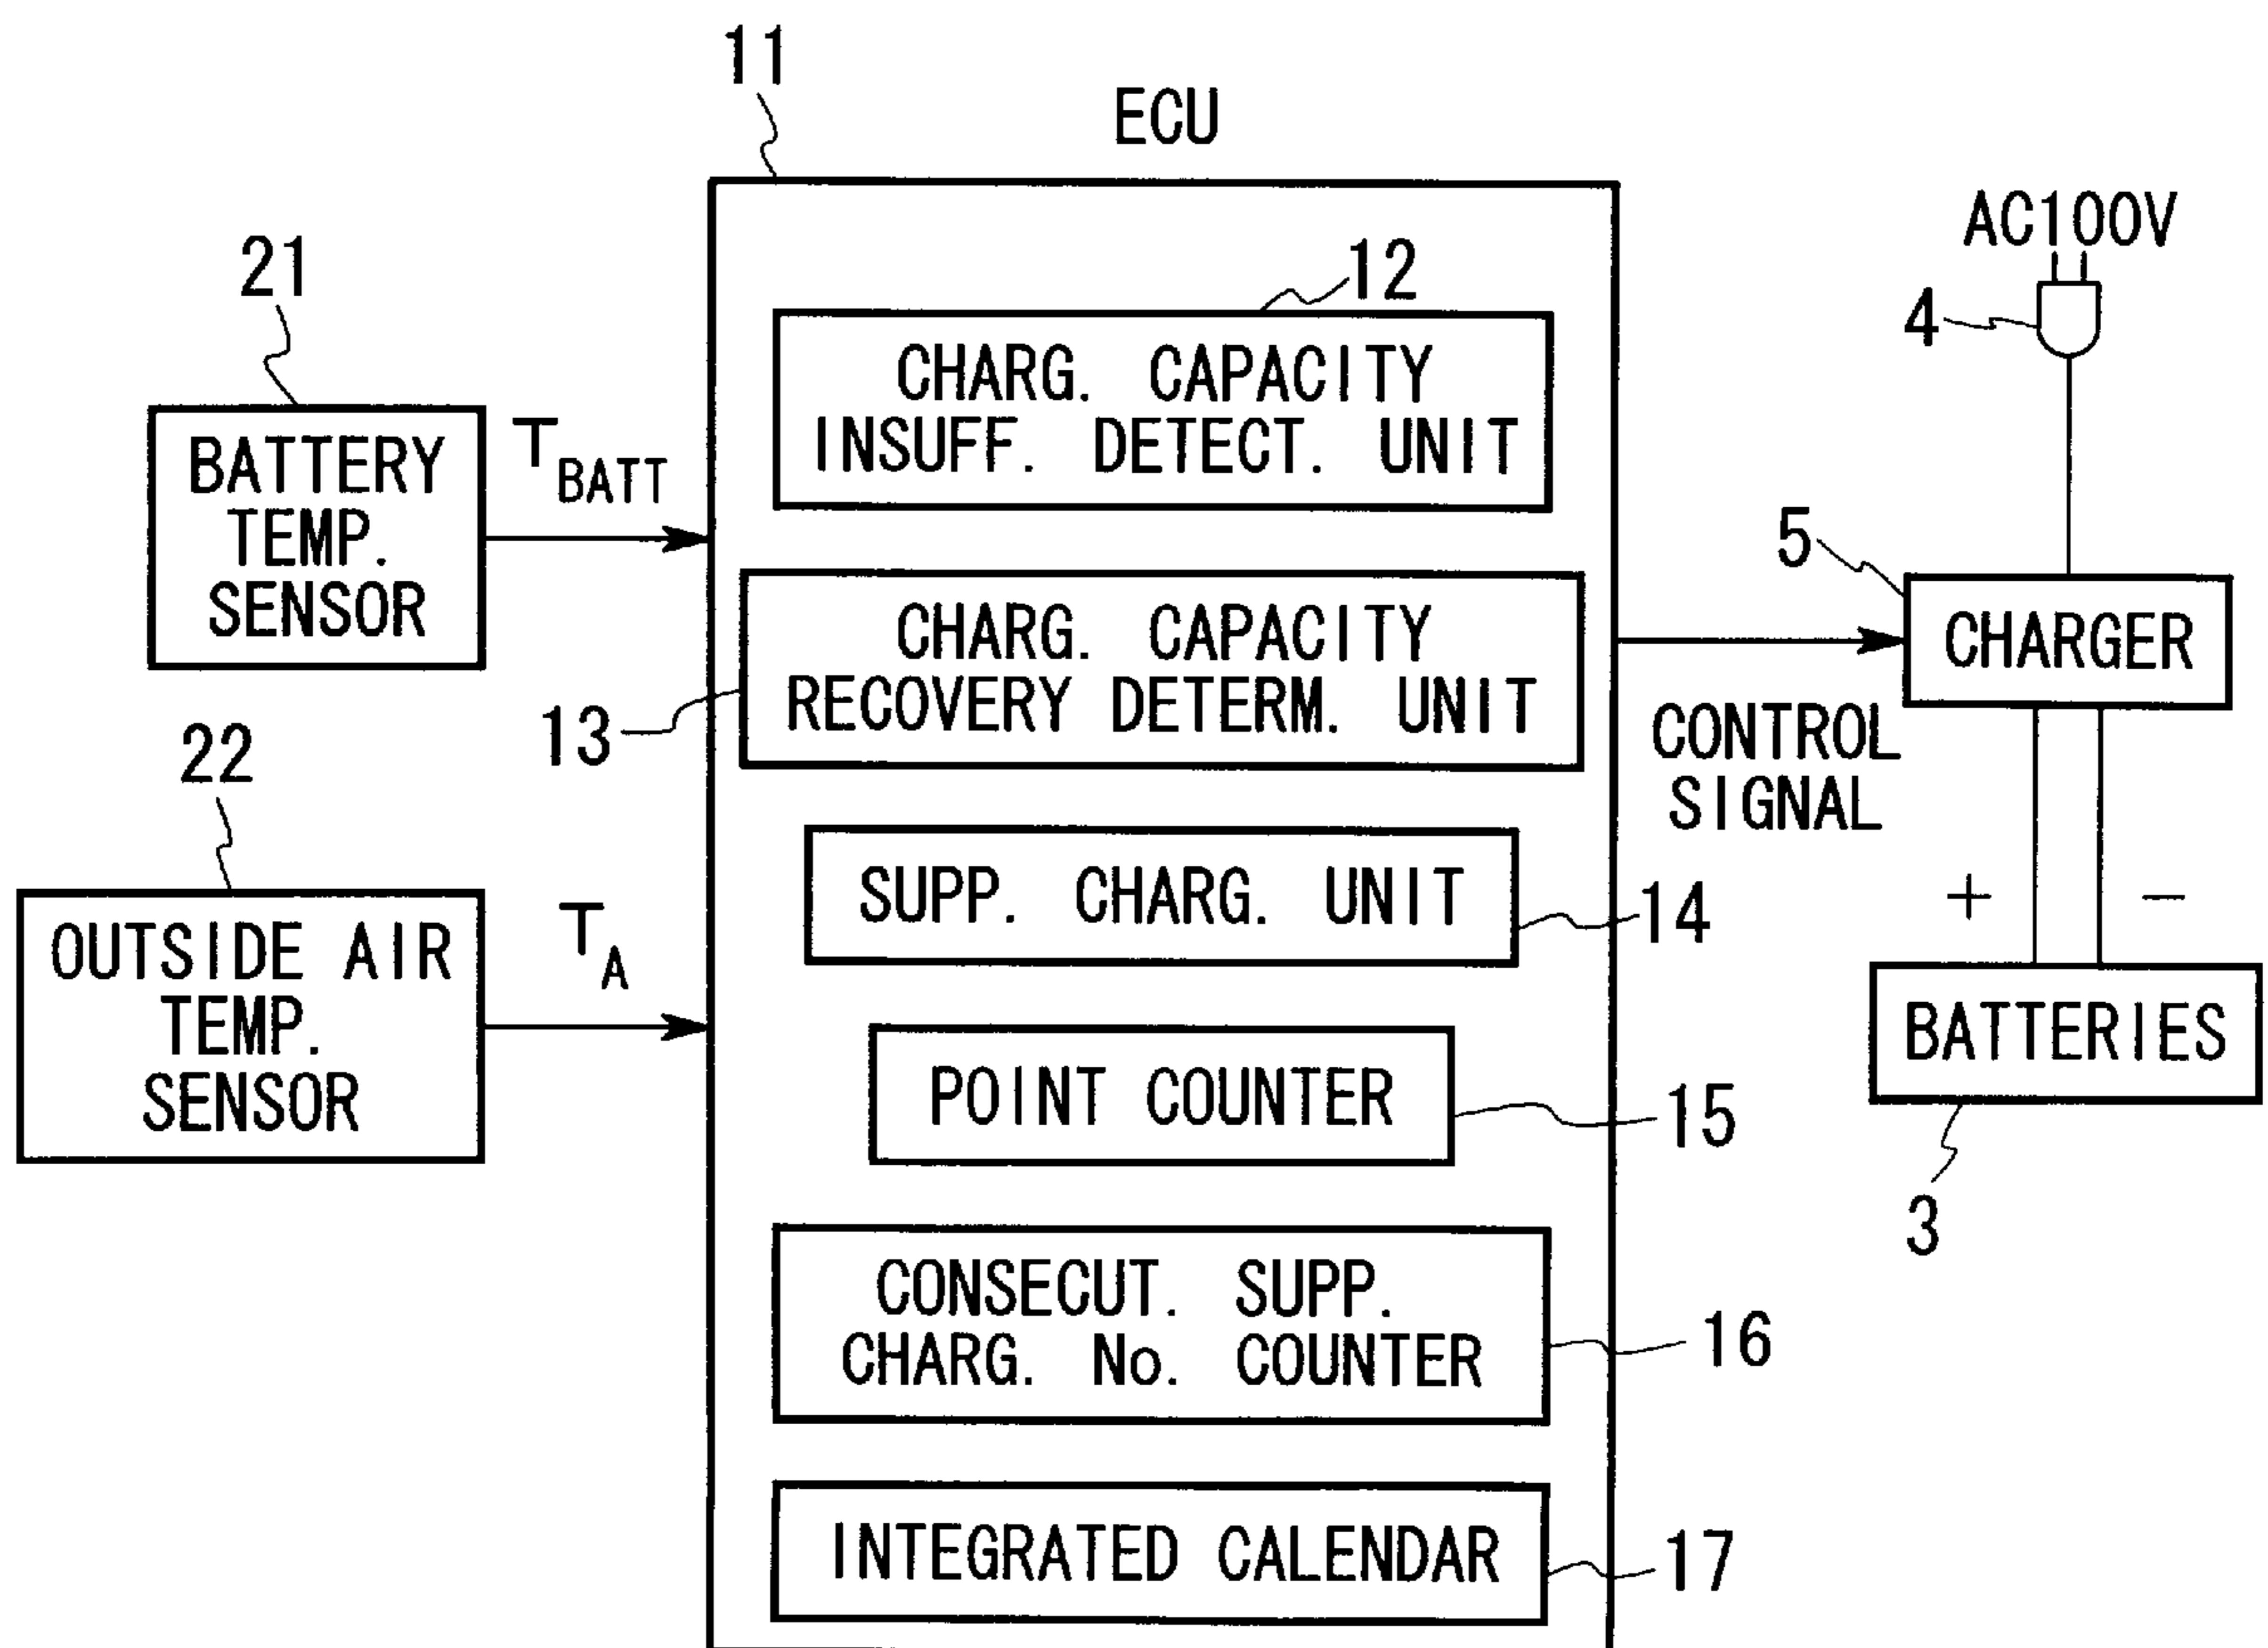 11
ECU
AC100V
4
21
BATTERY
TEMP.
SENSOR
T BATT
22
OUTSIDE AIR
TEMP.
SENSOR
T A
12
CHARG. CAPACITY
INSUFF. DETECT. UNIT
13
CHARG. CAPACITY
RECOVERY DETERM. UNIT
SUPP. CHARG. UNIT
14
POINT COUNTER
15
CONSECUT. SUPP.
CHARG. No. COUNTER
16
INTEGRATED CALENDAR
17
5
CHARGER
CONTROL
SIGNAL
+ −
BATTERIES
3